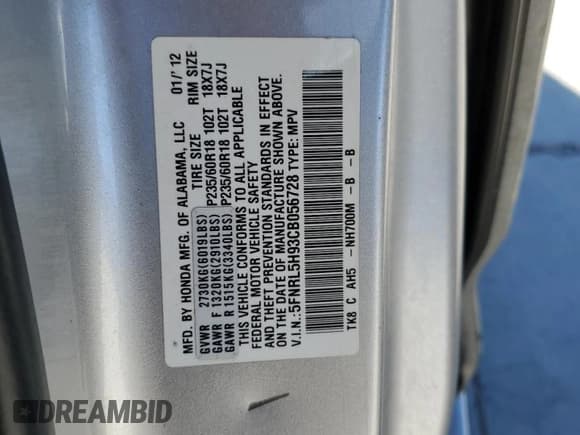 MFD. BY HONDA MFG. OF ALABAMA, LLC 01/'12
TIRE SIZE RIM SIZE
GVWR 2730KG(6019LBS)
GAWR F 1320KG(2910LBS) P235/60R18 102T 18X7J
GAWR R 1515KG(3340LBS) P235/60R18 102T 18X7J
THIS VEHICLE CONFORMS TO ALL APPLICABLE
FEDERAL MOTOR VEHICLE SAFETY
AND THEFT PREVENTION STANDARDS IN EFFECT
ON THE DATE OF MANUFACTURE SHOWN ABOVE.
V.I.N.: 5FNRL5H93CB056728 TYPE: MPV
TK8 C AH5 - NH700M - B - B
DREAMBID